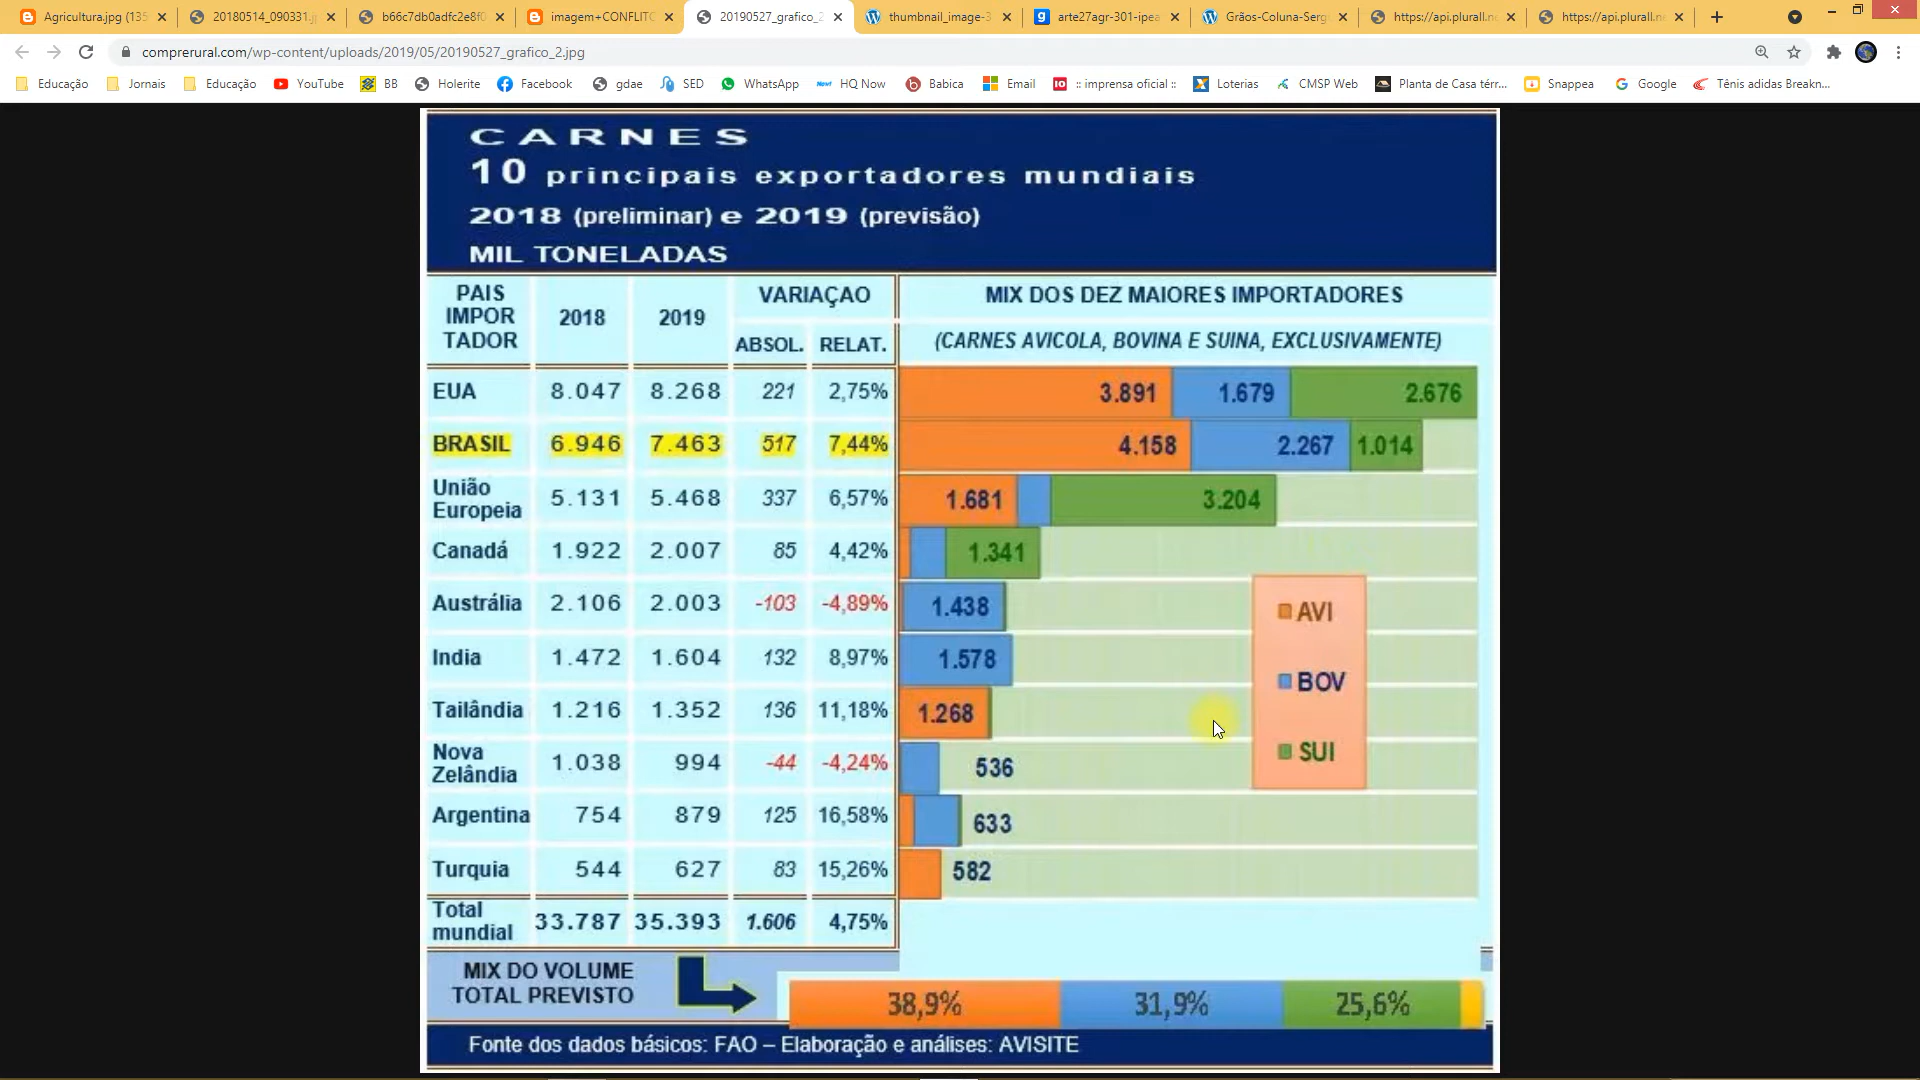 Agricultura.jpg (135
20180514_090331.j
b66c7db0adfc2e8f0
imagem+CONFLITO
20190527_grafico_2
thumbnail_image-3
arte27agr-301-ipea
Grãos-Coluna-Serg
https://api.plurall.ne
https://api.plurall.ne
comprerural.com/wp-content/uploads/2019/05/20190527_grafico_2.jpg
Educação
Jornais
Educação
YouTube
BB
Holerite
Facebook
gdae
SED
WhatsApp
HQ Now
Babica
Email
:: imprensa oficial ::
Loterias
CMSP Web
Planta de Casa térr...
Snappea
Google
Tênis adidas Breakn...
CARNES
10 principais exportadores mundiais
2018 (preliminar) e 2019 (previsão)
MIL TONELADAS
PAIS IMPOR TADOR 2018 2019 VARIAÇAO MIX DOS DEZ MAIORES IMPORTADORES
ABSOL. RELAT. (CARNES AVICOLA, BOVINA E SUINA, EXCLUSIVAMENTE)
EUA 8.047 8.268 221 2,75% 3.891 1.679 2.676
BRASIL 6.946 7.463 517 7,44% 4.158 2.267 1.014
União Europeia 5.131 5.468 337 6,57% 1.681 3.204
Canadá 1.922 2.007 85 4,42% 1.341
Austrália 2.106 2.003 -103 -4,89% 1.438
India 1.472 1.604 132 8,97% 1.578
Tailândia 1.216 1.352 136 11,18% 1.268
Nova Zelândia 1.038 994 -44 -4,24% 536
Argentina 754 879 125 16,58% 633
Turquia 544 627 83 15,26% 582
Total mundial 33.787 35.393 1.606 4,75%
AVI
BOV
SUI
MIX DO VOLUME
TOTAL PREVISTO
38,9% 31,9% 25,6%
Fonte dos dados básicos: FAO – Elaboração e análises: AVISITE